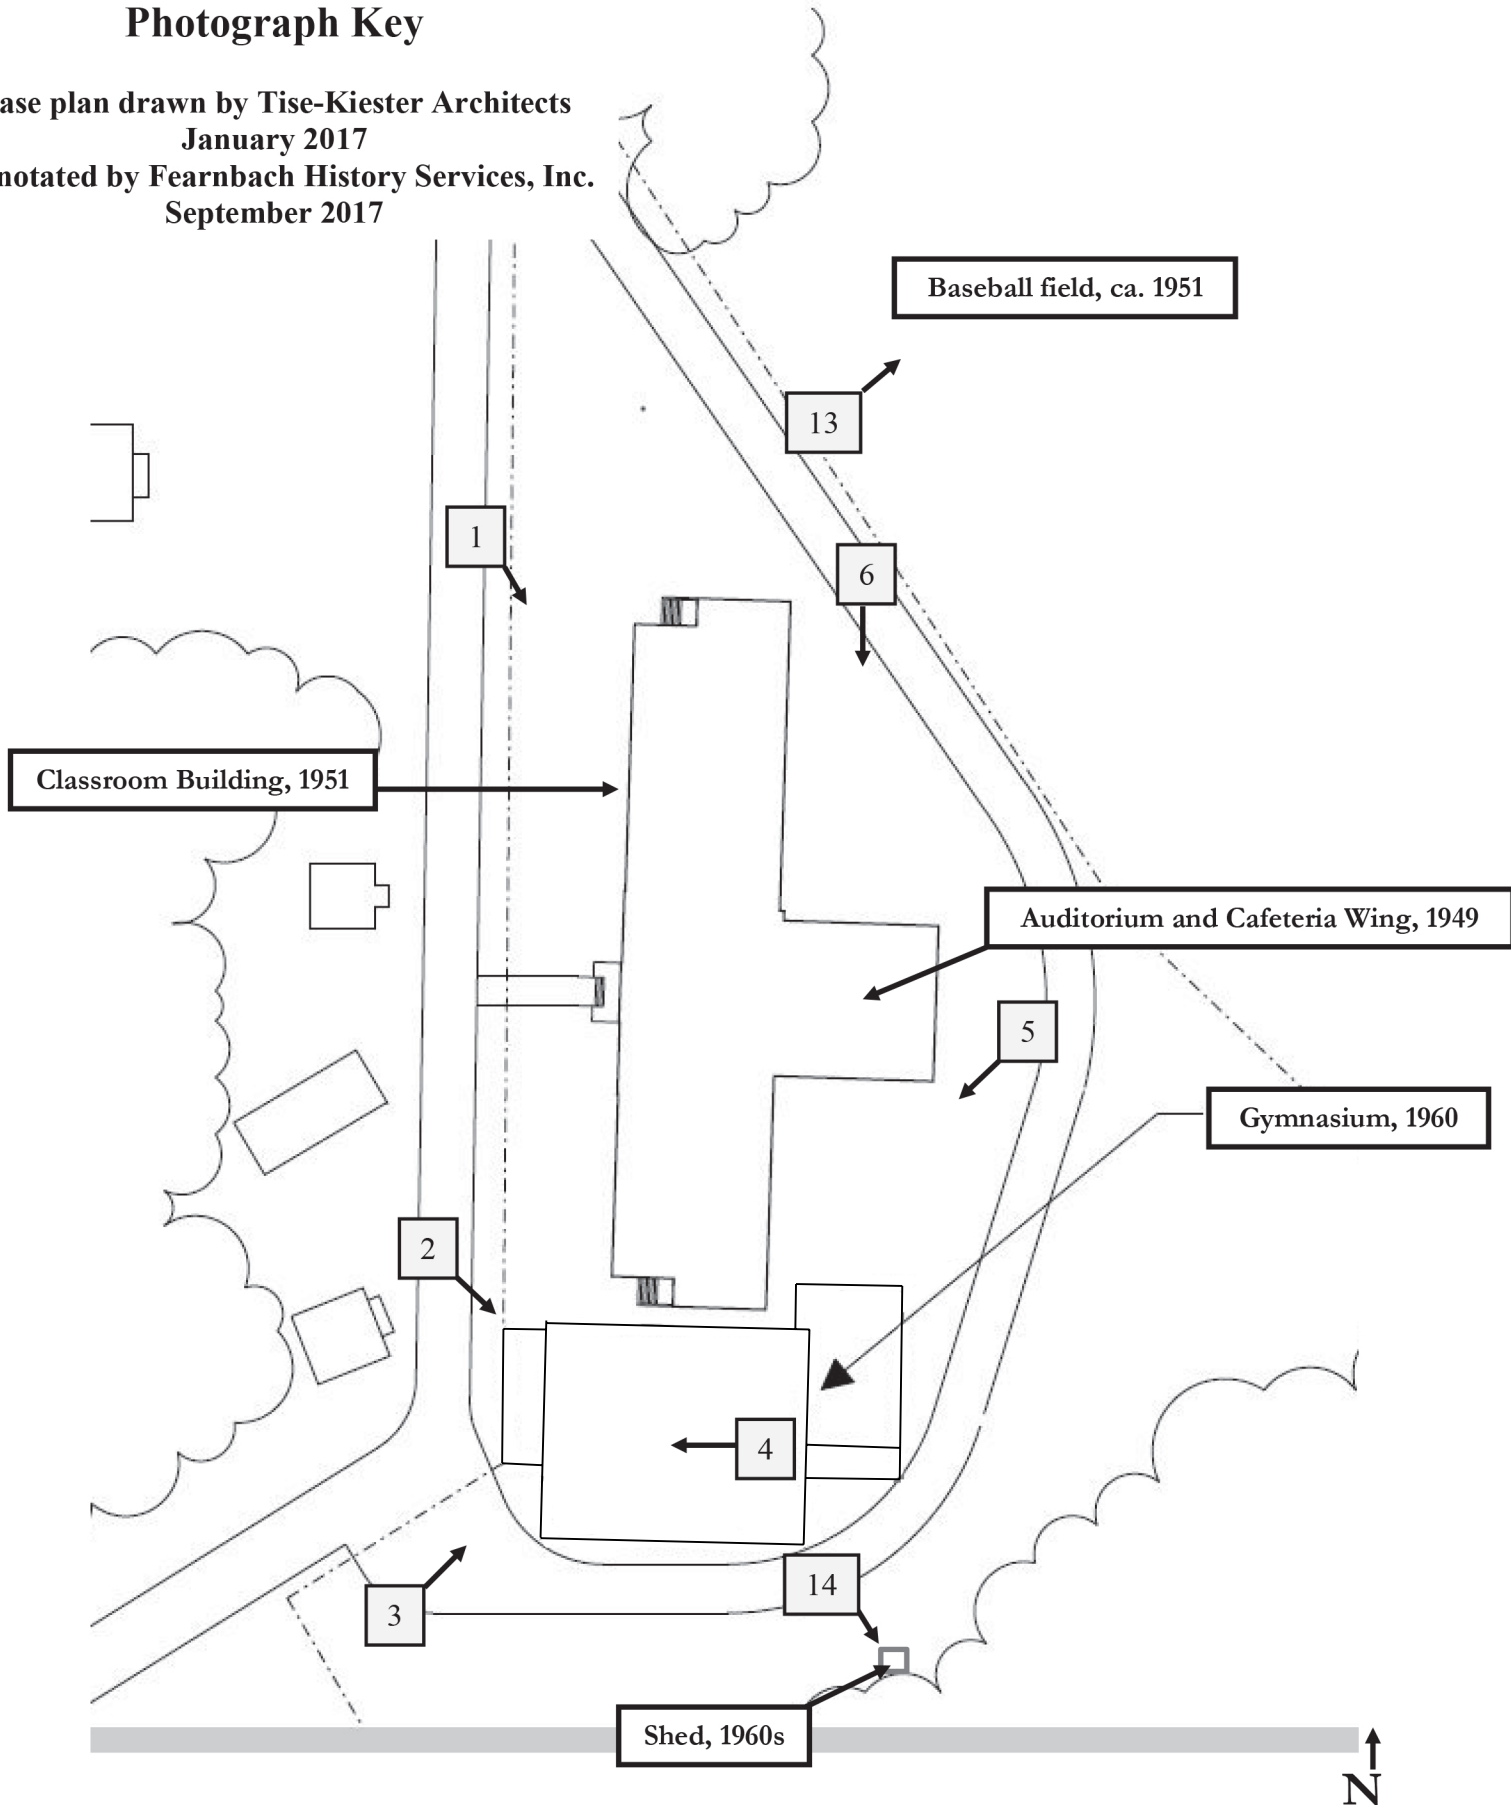 Photograph Key
ase plan drawn by Tise-Kiester Architects
January 2017
notated by Fearnbach History Services, Inc.
September 2017
Baseball field, ca. 1951
13
1
6
Classroom Building, 1951
Auditorium and Cafeteria Wing, 1949
5
Gymnasium, 1960
2
4
14
3
Shed, 1960s
N